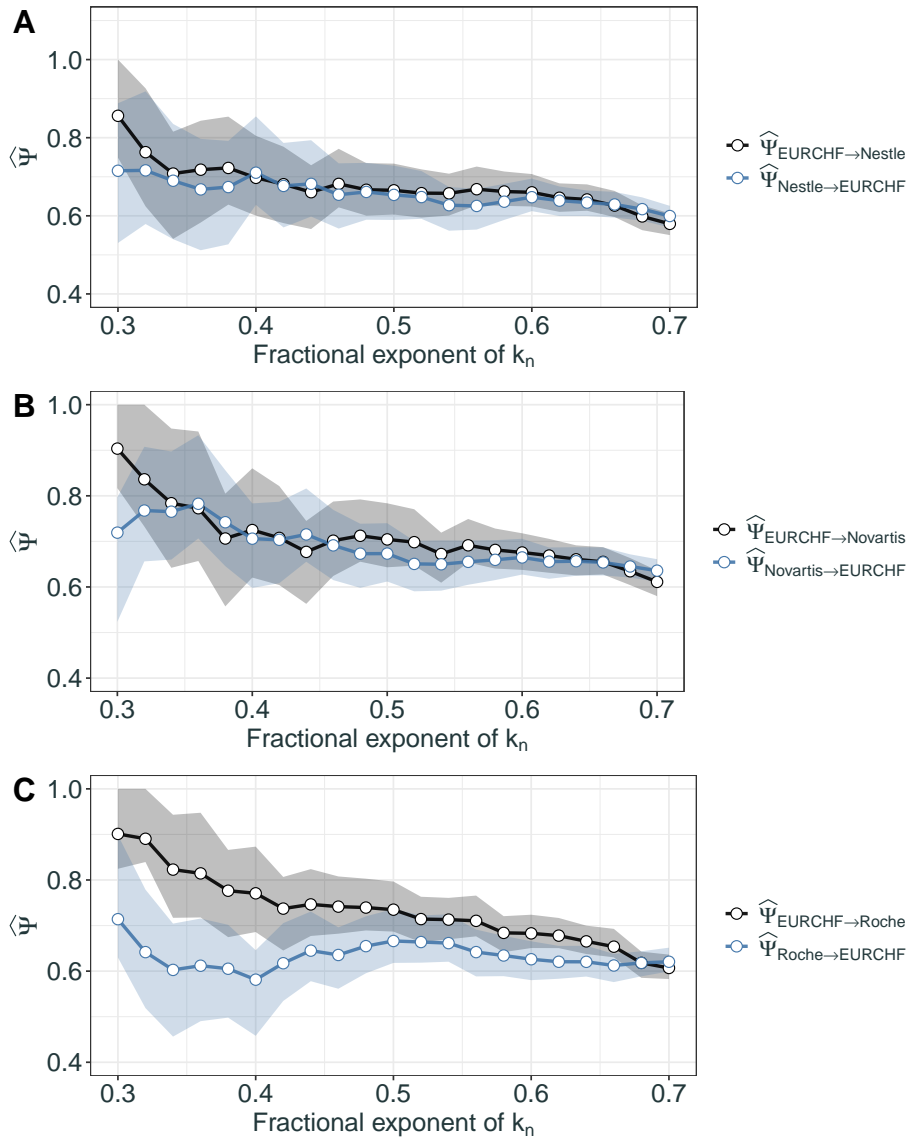 A
1.0
0.8
0.6
0.4
Ψ̂
0.3 0.4 0.5 0.6 0.7
Fractional exponent of kₙ
Ψ̂ EURCHF→Nestle
Ψ̂ Nestle→EURCHF
B
1.0
0.8
0.6
0.4
Ψ̂
0.3 0.4 0.5 0.6 0.7
Fractional exponent of kₙ
Ψ̂ EURCHF→Novartis
Ψ̂ Novartis→EURCHF
C
1.0
0.8
0.6
0.4
Ψ̂
0.3 0.4 0.5 0.6 0.7
Fractional exponent of kₙ
Ψ̂ EURCHF→Roche
Ψ̂ Roche→EURCHF